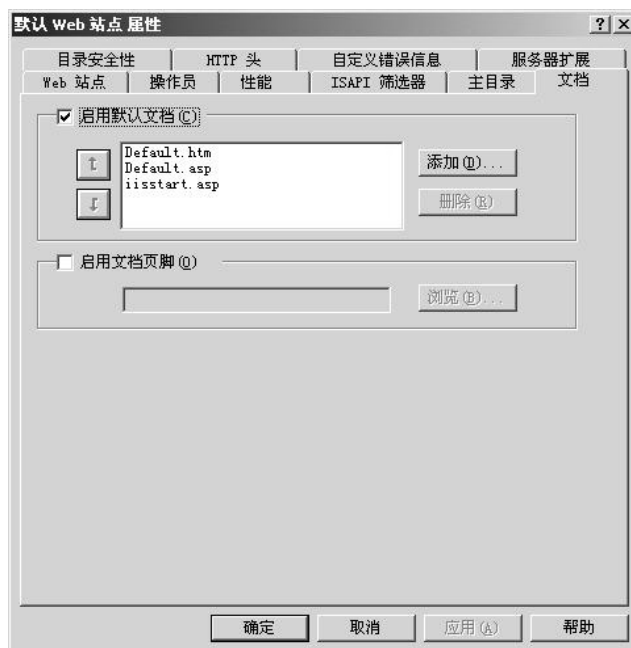 默认 Web 站点 属性
目录安全性 HTTP 头 自定义错误信息 服务器扩展
Web 站点 操作员 性能 ISAPI 筛选器 主目录 文档
启用默认文档(C)
Default.htm
Default.asp
iisstart.asp
添加(D)...
删除(R)
启用文档页脚(O)
浏览(B)...
确定 取消 应用(A) 帮助